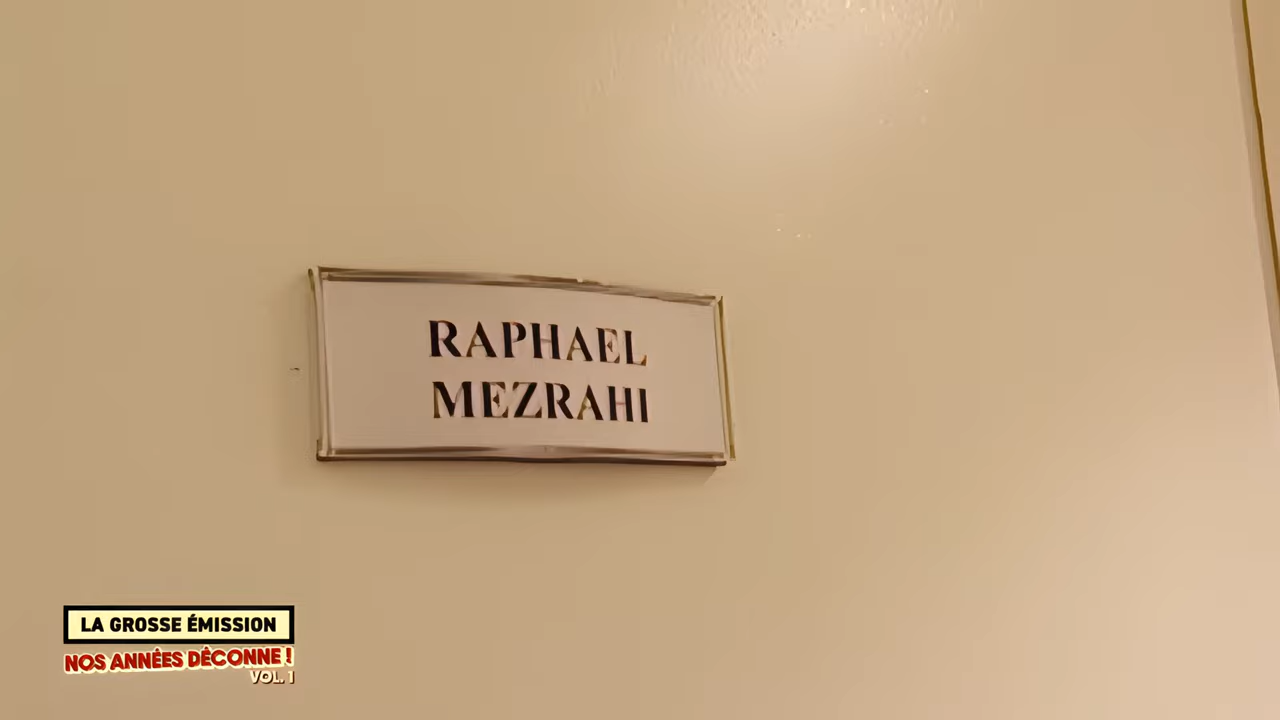 RAPHAEL
MEZRAHI
LA GROSSE ÉMISSION
NOS ANNÉES DÉCONNE !
VOL. 1